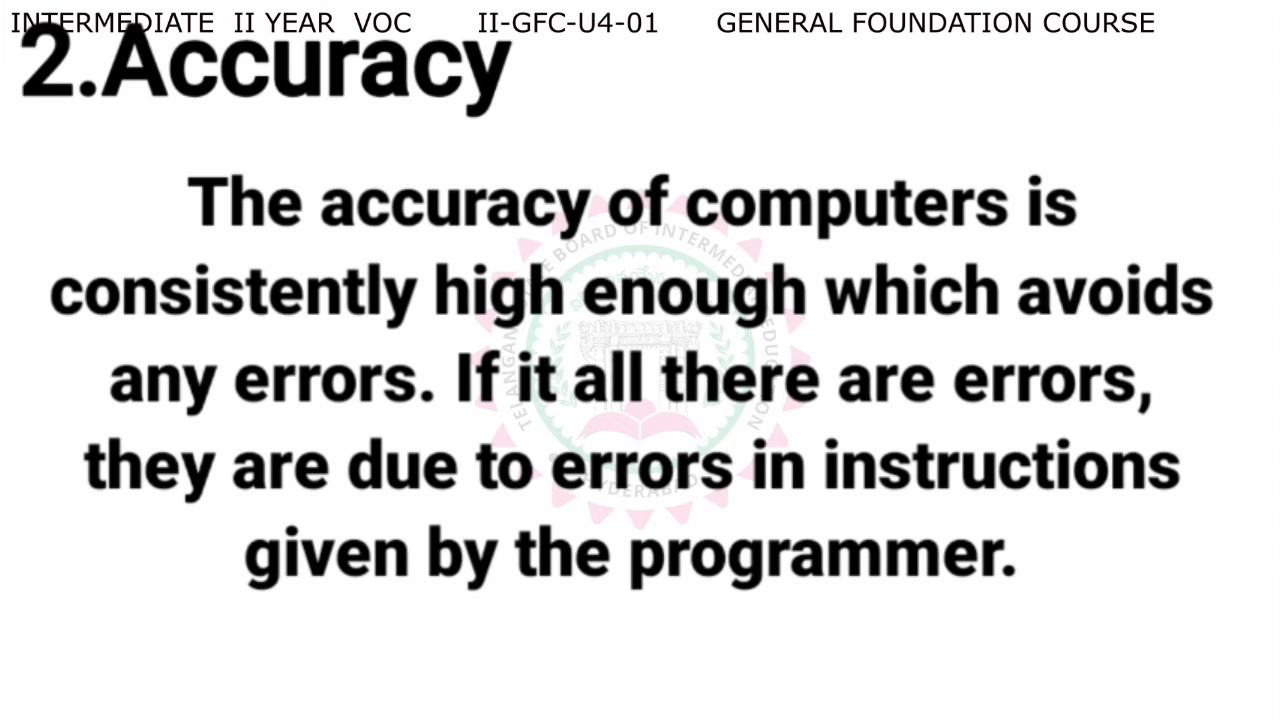 INTERMEDIATE II YEAR VOC II-GFC-U4-01 GENERAL FOUNDATION COURSE
2.Accuracy
The accuracy of computers is
consistently high enough which avoids
any errors. If it all there are errors,
they are due to errors in instructions
given by the programmer.